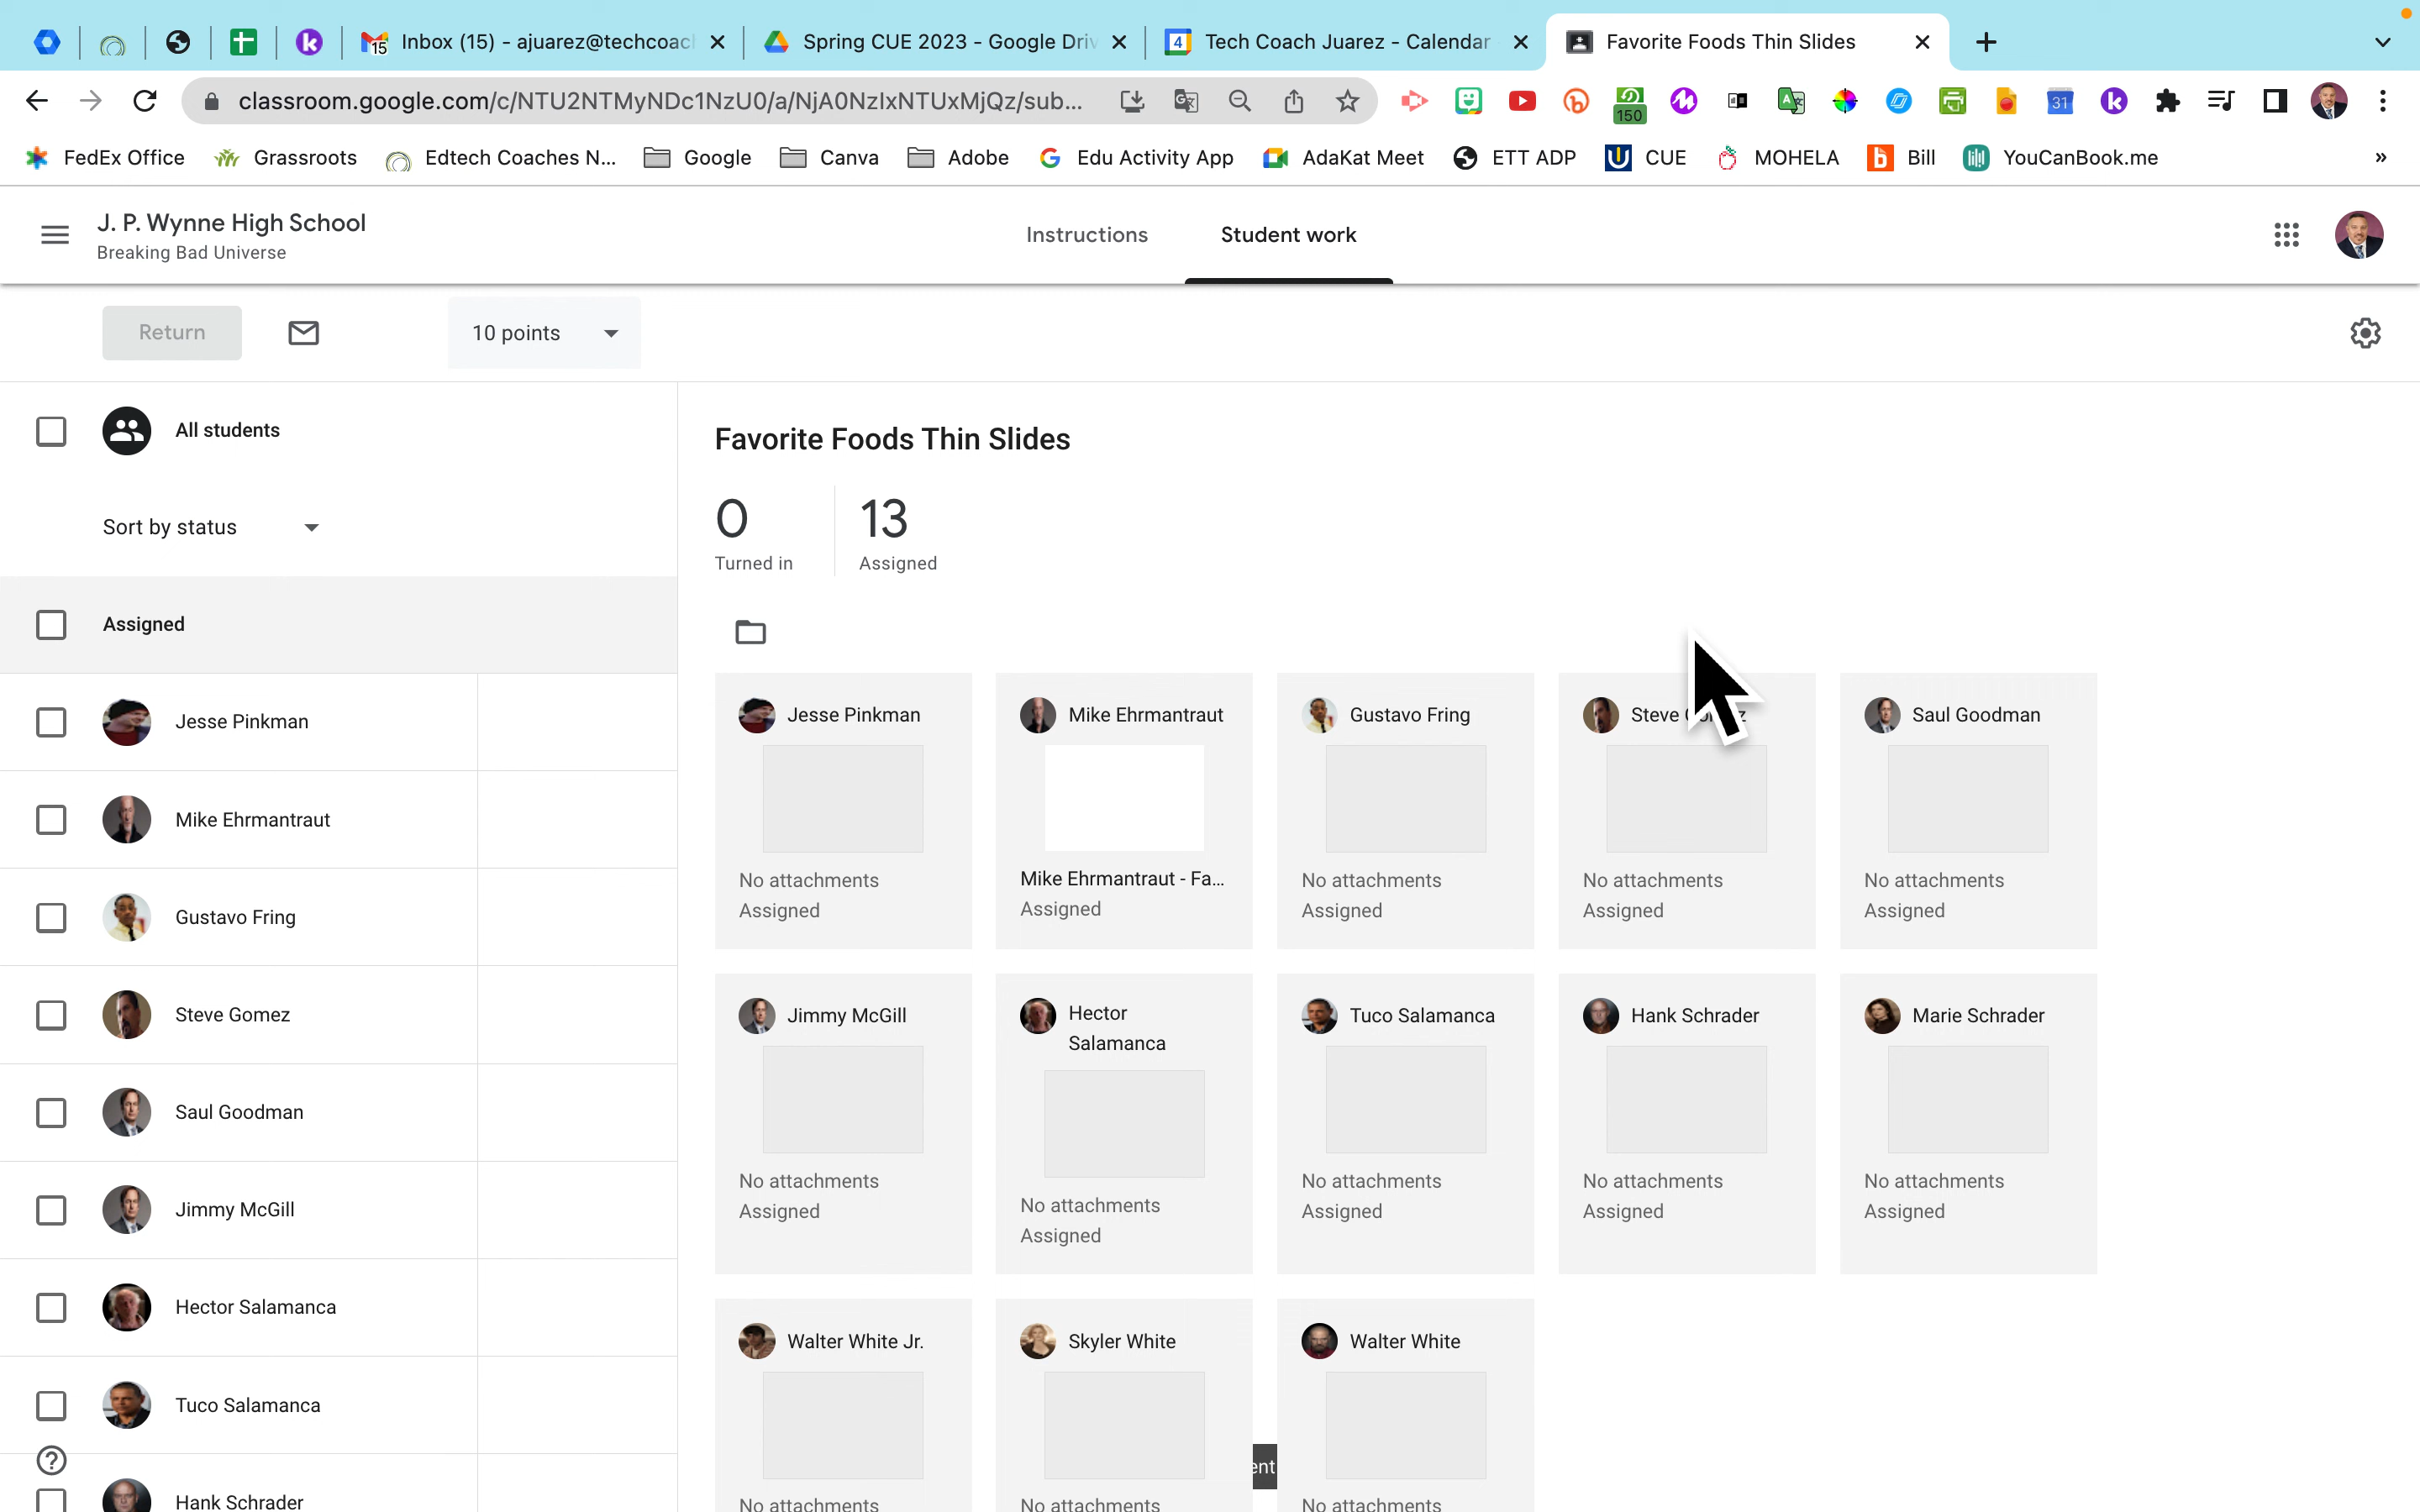 15 Inbox (15) - ajuarez@techcoac
Spring CUE 2023 - Google Driv
4 Tech Coach Juarez - Calendar
Favorite Foods Thin Slides
classroom.google.com/c/NTU2NTMyNDc1NzU0/a/NjA0NzIxNTUxMjQz/sub...
150
31
FedEx Office
Grassroots
Edtech Coaches N...
Google
Canva
Adobe
Edu Activity App
AdaKat Meet
ETT ADP
CUE
MOHELA
Bill
YouCanBook.me
»
J. P. Wynne High School
Breaking Bad Universe
Instructions
Student work
Return
10 points
All students
Sort by status
Assigned
Jesse Pinkman
Mike Ehrmantraut
Gustavo Fring
Steve Gomez
Saul Goodman
Jimmy McGill
Hector Salamanca
Tuco Salamanca
Hank Schrader
Favorite Foods Thin Slides
0
Turned in
13
Assigned
Jesse Pinkman
No attachments
Assigned
Mike Ehrmantraut
Mike Ehrmantraut - Fa...
Assigned
Gustavo Fring
No attachments
Assigned
Steve
No attachments
Assigned
Saul Goodman
No attachments
Assigned
Jimmy McGill
No attachments
Assigned
Hector
Salamanca
No attachments
Assigned
Tuco Salamanca
No attachments
Assigned
Hank Schrader
No attachments
Assigned
Marie Schrader
No attachments
Assigned
Walter White Jr.
No attachments
Skyler White
No attachments
Walter White
No attachments
ent